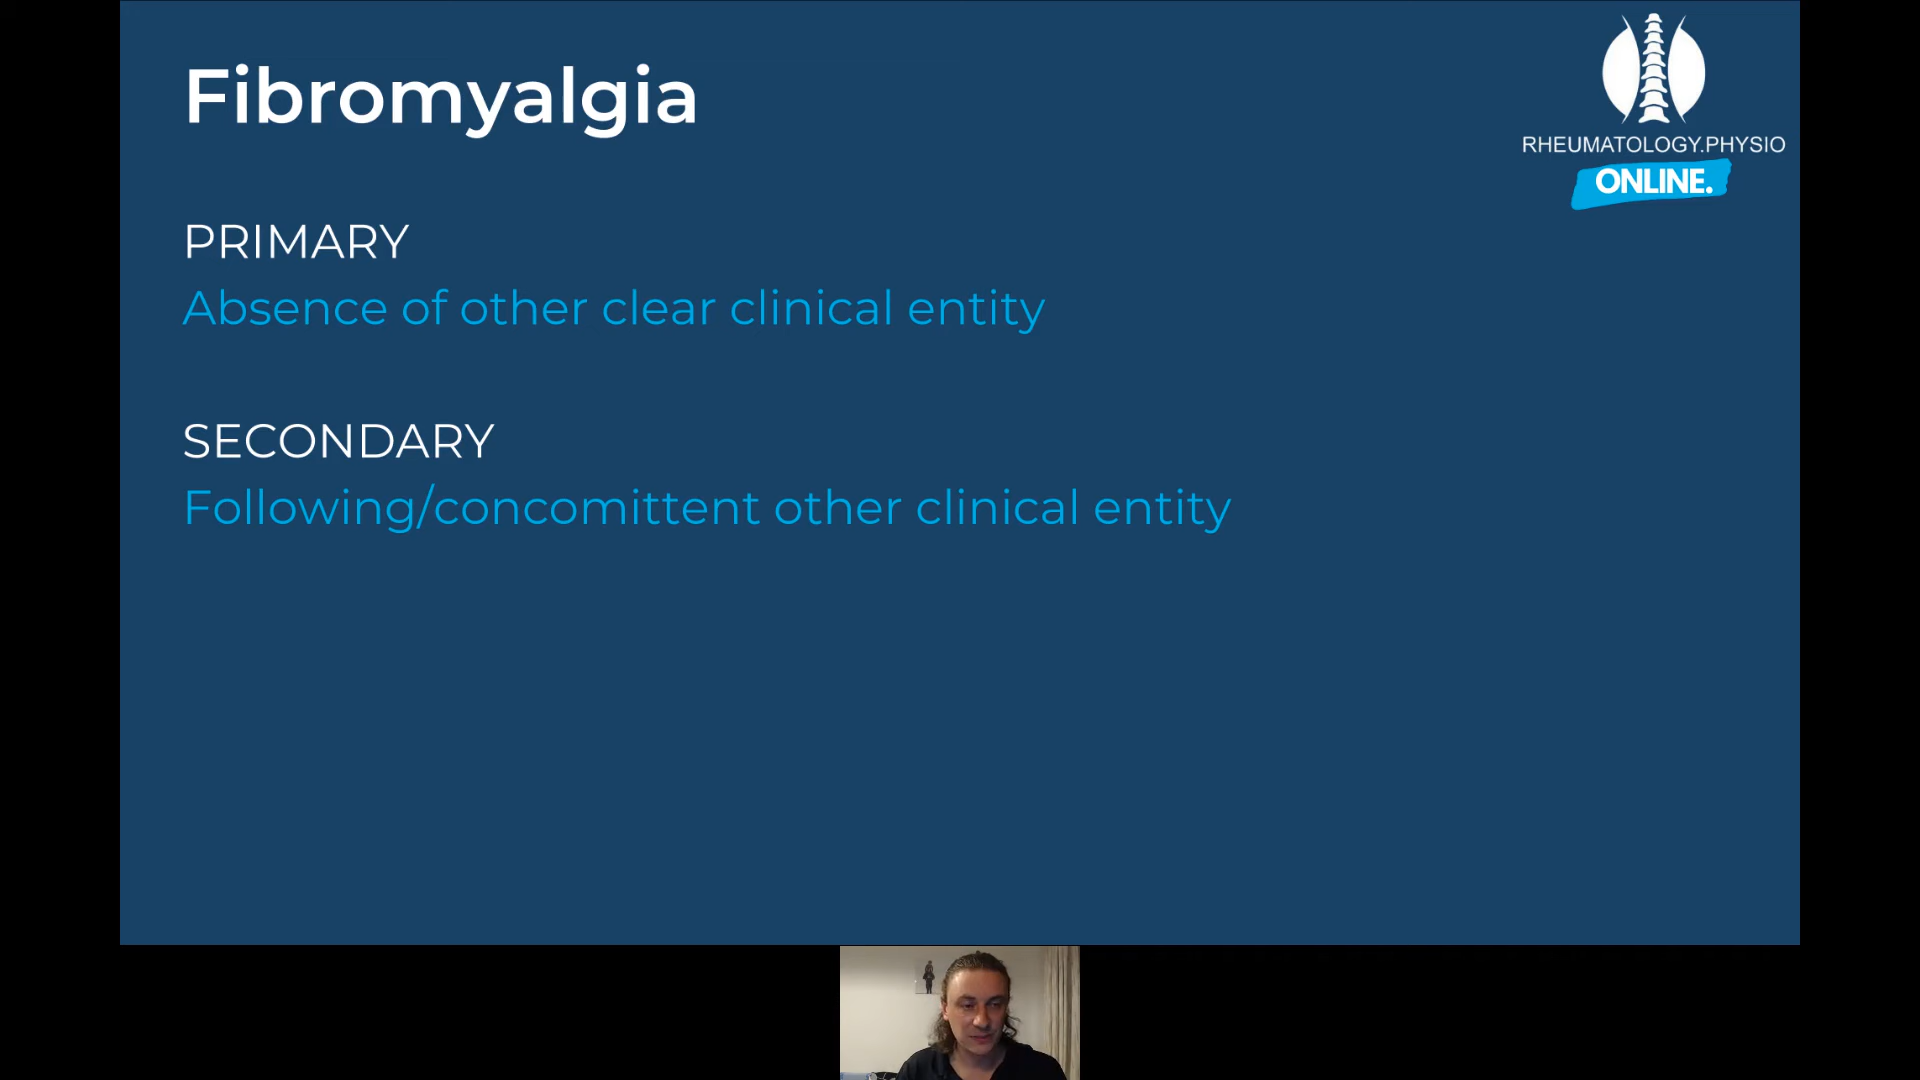 Fibromyalgia
RHEUMATOLOGY.PHYSIO
ONLINE.
PRIMARY
Absence of other clear clinical entity
SECONDARY
Following/concomittent other clinical entity